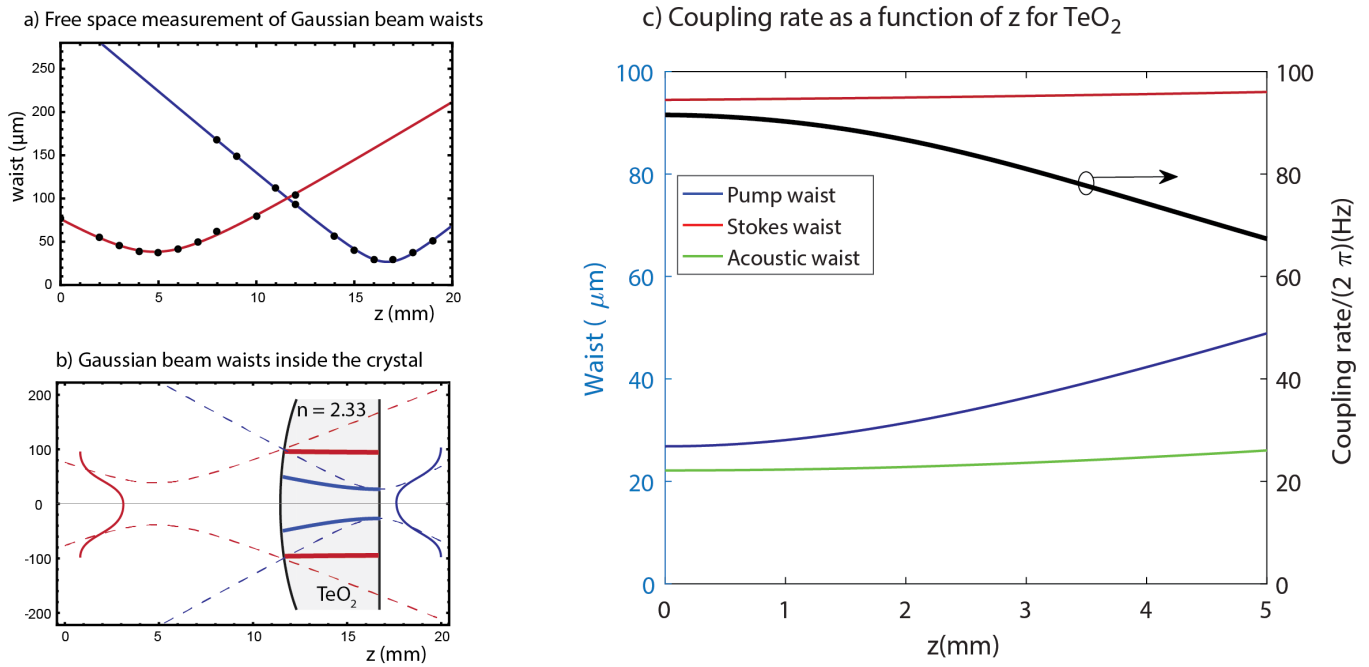 a) Free space measurement of Gaussian beam waists
250
200
150
100
50
0
waist (μm)
0 5 10 15 20
z (mm)
b) Gaussian beam waists inside the crystal
200
100
0
-100
-200
n = 2.33
TeO₂
0 5 10 15 20
z (mm)
c) Coupling rate as a function of z for TeO₂
100
80
60
40
20
0
Waist ( μm)
Pump waist
Stokes waist
Acoustic waist
100
80
60
40
20
0
Coupling rate/(2 π)(Hz)
0 1 2 3 4 5
z(mm)